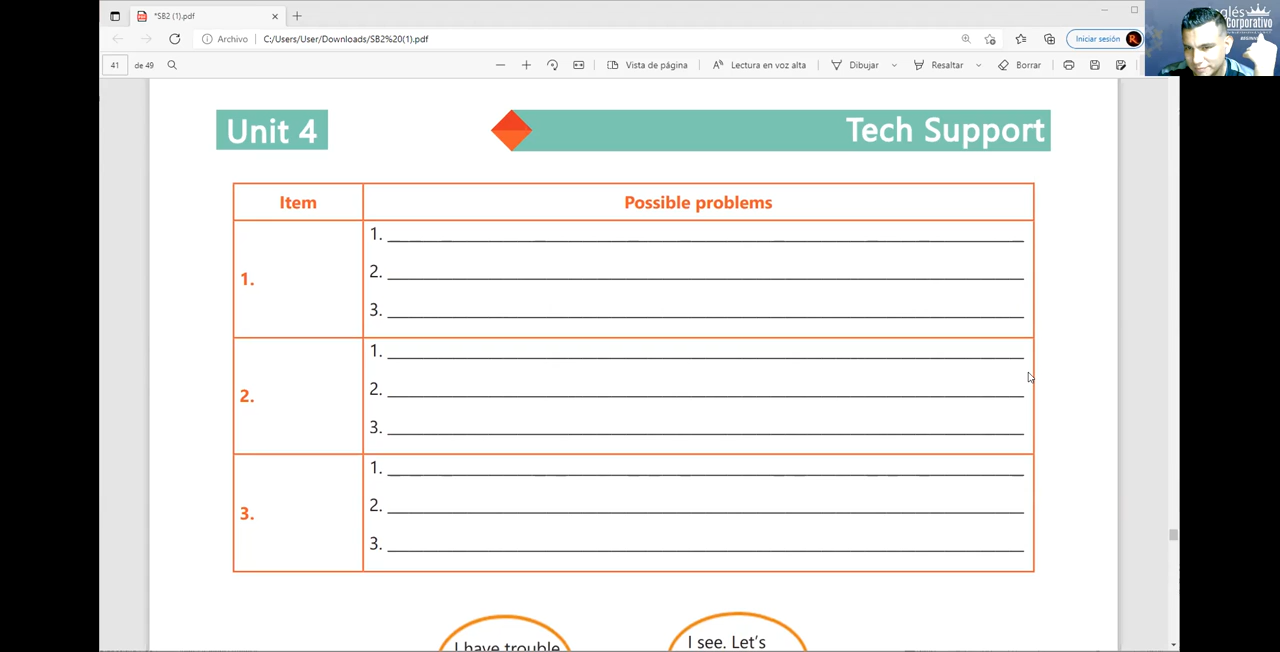 *SB2 (1).pdf
Archivo C:/Users/User/Downloads/SB2%20(1).pdf
Iniciar sesión
41 de 49
Vista de página
Lectura en voz alta
Dibujar
Resaltar
Borrar
inglés
corporativo
Unit 4
Tech Support
Item Possible problems
1.
1.
2.
3.
2.
1.
2.
3.
3.
1.
2.
3.
I have trouble
I see. Let's